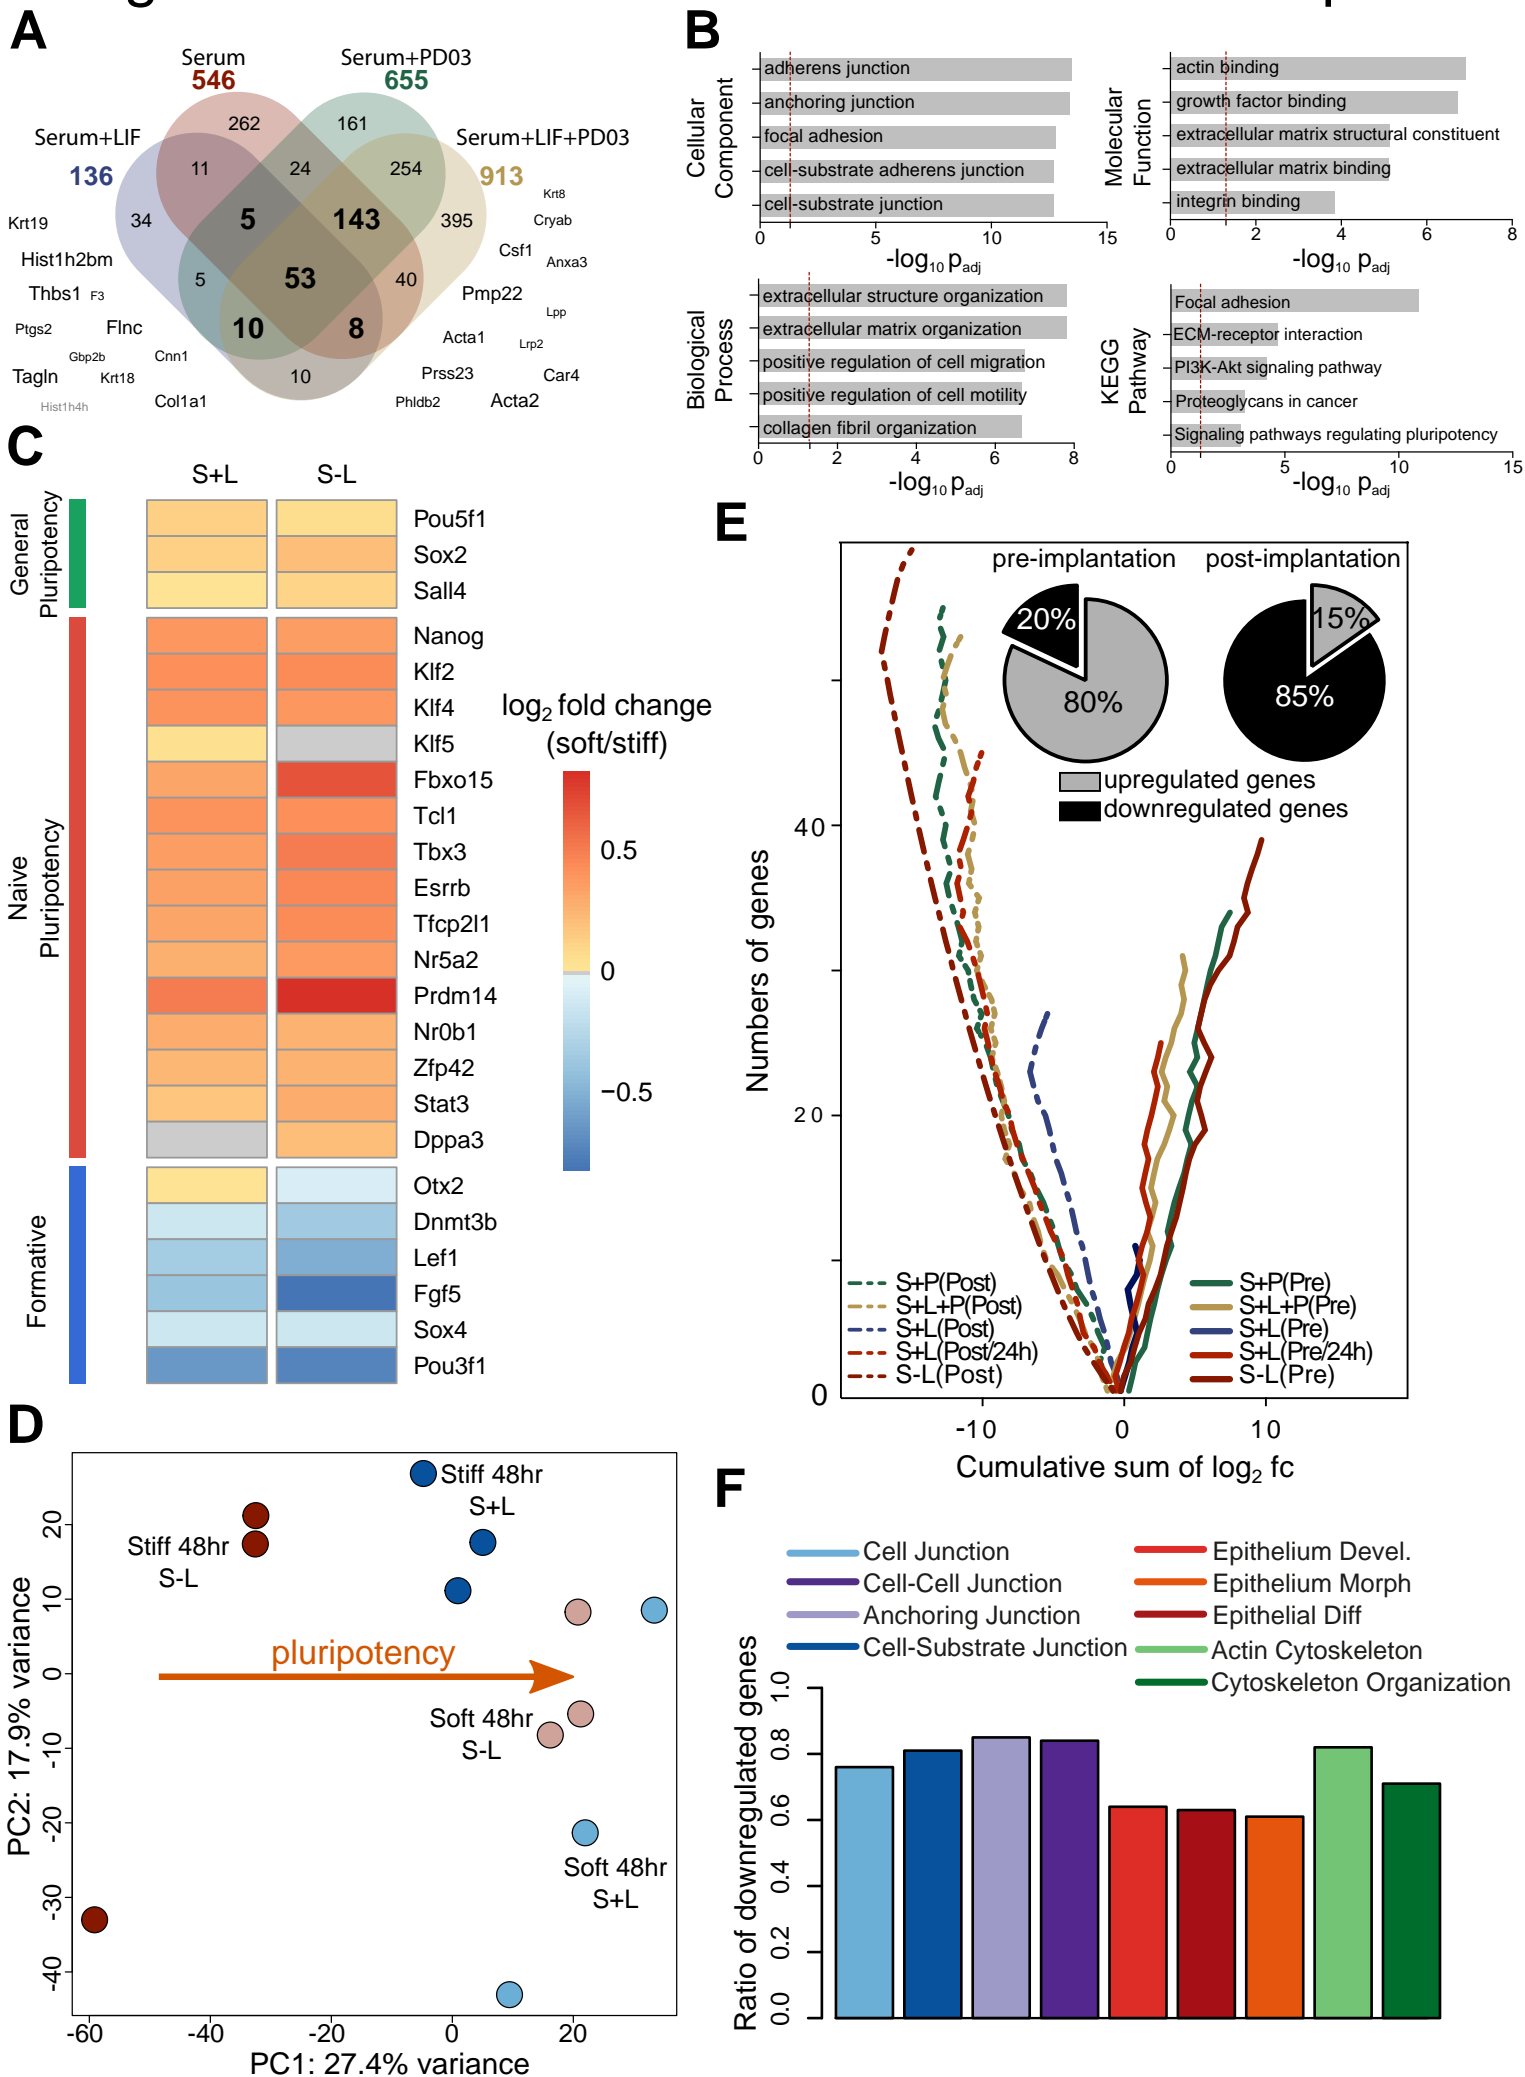 A
Serum
546
Serum+PD03
655
Serum+LIF
136
Serum+LIF+PD03
913
262
161
11
24
254
34
5
143
395
5
53
40
10
8
10
Krt19
Hist1h2bm
Thbs1
F3
Ptgs2
Flnc
Gbp2b
Cnn1
Tagln
Krt18
Hist1h4h
Col1a1
Krt8
Cryab
Csf1
Anxa3
Pmp22
Lpp
Acta1
Lrp2
Prss23
Car4
Phldb2
Acta2
B
Cellular
Component
adherens junction
anchoring junction
focal adhesion
cell-substrate adherens junction
cell-substrate junction
0
5
10
15
-log10 padj
Molecular
Function
actin binding
growth factor binding
extracellular matrix structural constituent
extracellular matrix binding
integrin binding
0
2
4
6
8
-log10 padj
Biological
Process
extracellular structure organization
extracellular matrix organization
positive regulation of cell migration
positive regulation of cell motility
collagen fibril organization
0
2
4
6
8
-log10 padj
KEGG
Pathway
Focal adhesion
ECM-receptor interaction
PI3K-Akt signaling pathway
Proteoglycans in cancer
Signaling pathways regulating pluripotency
0
5
10
15
-log10 padj
C
S+L
S-L
General
Pluripotency
Pou5f1
Sox2
Sall4
Naive
Pluripotency
Nanog
Klf2
Klf4
Klf5
Fbxo15
Tcl1
Tbx3
Esrrb
Tfcp2l1
Nr5a2
Prdm14
Nr0b1
Zfp42
Stat3
Dppa3
Formative
Otx2
Dnmt3b
Lef1
Fgf5
Sox4
Pou3f1
log2 fold change
(soft/stiff)
0.5
0
−0.5
D
Stiff 48hr
S+L
Stiff 48hr
S-L
pluripotency
Soft 48hr
S-L
Soft 48hr
S+L
20
10
0
-10
-20
-30
-40
PC2: 17.9% variance
-60
-40
-20
0
20
PC1: 27.4% variance
E
pre-implantation
post-implantation
20%
80%
15%
85%
upregulated genes
downregulated genes
Numbers of genes
40
20
0
S+P(Post)
S+L+P(Post)
S+L(Post)
S+L(Post/24h)
S-L(Post)
S+P(Pre)
S+L+P(Pre)
S+L(Pre)
S+L(Pre/24h)
S-L(Pre)
-10
0
10
Cumulative sum of log2 fc
F
Cell Junction
Cell-Cell Junction
Anchoring Junction
Cell-Substrate Junction
Epithelium Devel.
Epithelium Morph
Epithelial Diff
Actin Cytoskeleton
Cytoskeleton Organization
Ratio of downregulated genes
1.0
0.8
0.6
0.4
0.2
0.0